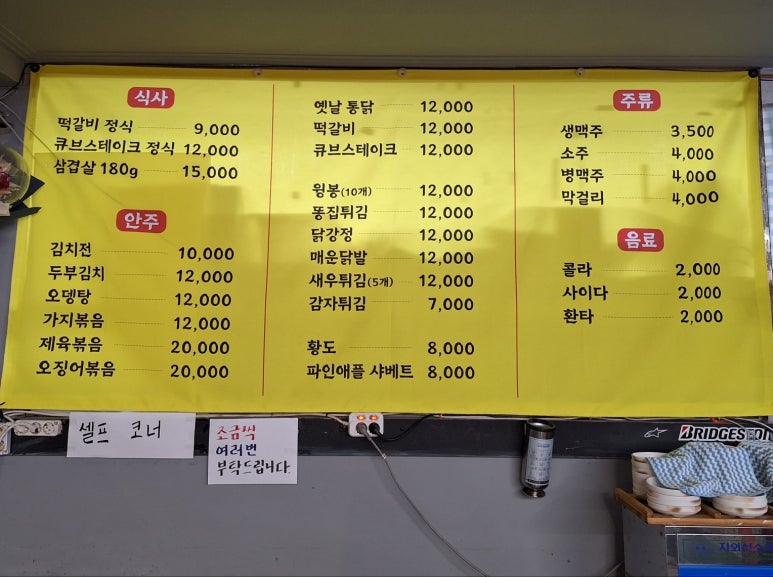 식사
떡갈비 정식 9,000
큐브스테이크 정식 12,000
삼겹살 180g 15,000
안주
김치전 10,000
두부김치 12,000
오뎅탕 12,000
가지볶음 12,000
제육볶음 20,000
오징어볶음 20,000
옛날 통닭 12,000
떡갈비 12,000
큐브스테이크 12,000
윙봉(10개) 12,000
똥집튀김 12,000
닭강정 12,000
매운닭발 12,000
새우튀김(5개) 12,000
감자튀김 7,000
황도 8,000
파인애플 샤베트 8,000
주류
생맥주 3,500
소주 4,000
병맥주 4,000
막걸리 4,000
음료
콜라 2,000
사이다 2,000
환타 2,000
셀프 코너
조금씩
여러번
부탁드립니다.
BRIDGESTON